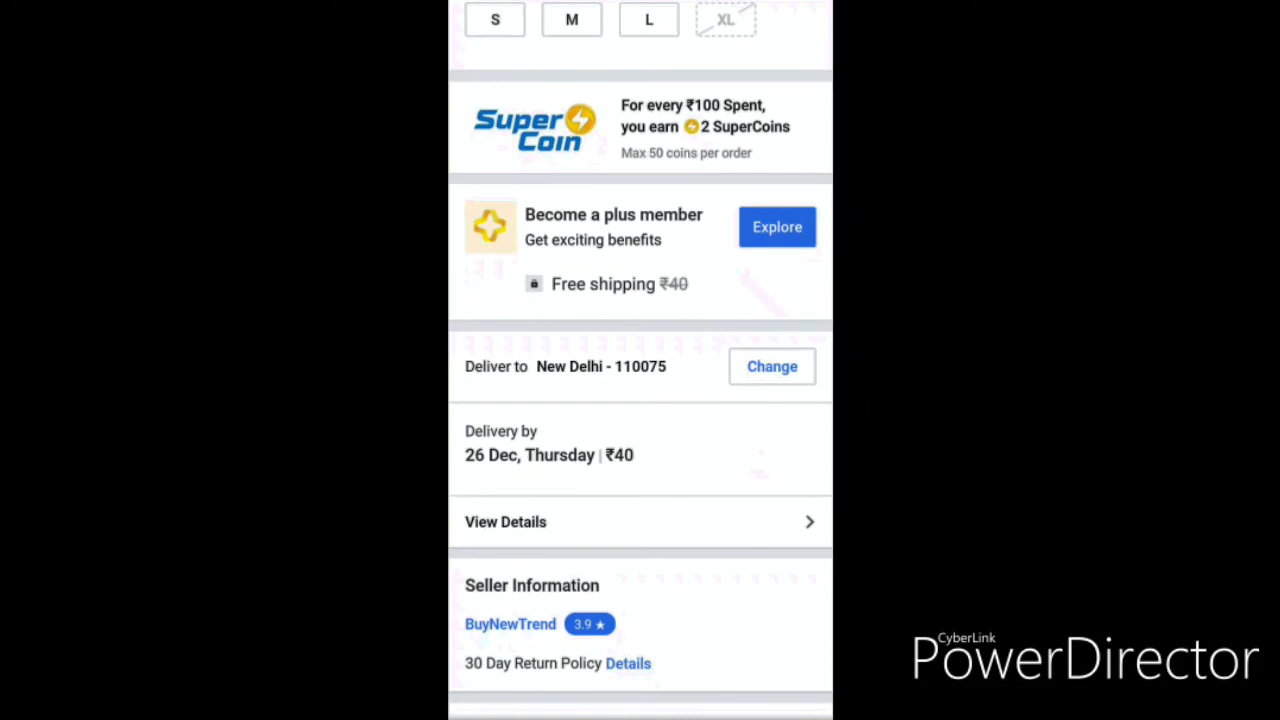 S M L XL
Super Coin
For every ₹100 Spent,
you earn 2 SuperCoins
Max 50 coins per order
Become a plus member
Get exciting benefits
Explore
Free shipping ₹40
Deliver to New Delhi - 110075
Change
Delivery by
26 Dec, Thursday | ₹40
View Details
Seller Information
BuyNewTrend 3.9 ★
30 Day Return Policy Details
CyberLink
PowerDirector